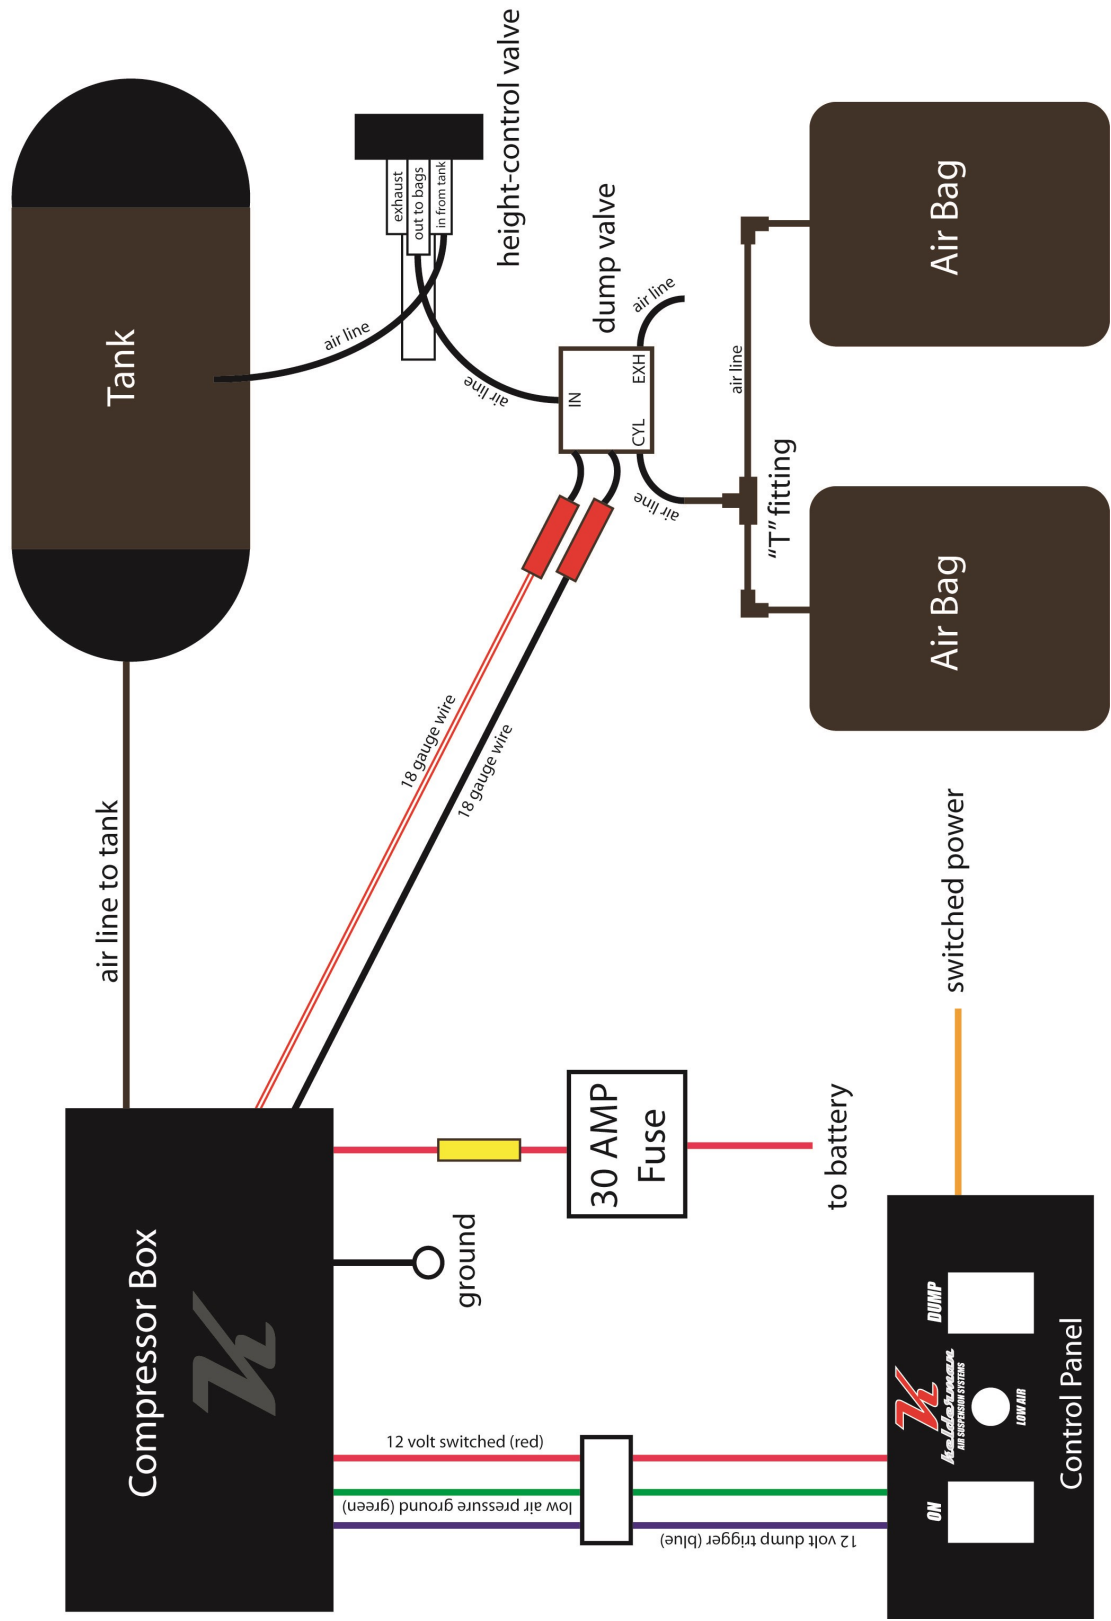 Tank
exhaust
out to bags
in from tank
height-control valve
air line
air line
dump valve
IN
EXH
CYL
air line
air line
air line
"T" fitting
Air Bag
Air Bag
18 gauge wire
18 gauge wire
air line to tank
Compressor Box
ground
30 AMP
Fuse
to battery
switched power
12 volt switched (red)
low air pressure ground (green)
12 volt dump trigger (blue)
ON
kelderman
AIR SUSPENSION SYSTEMS
LOW AIR
DUMP
Control Panel